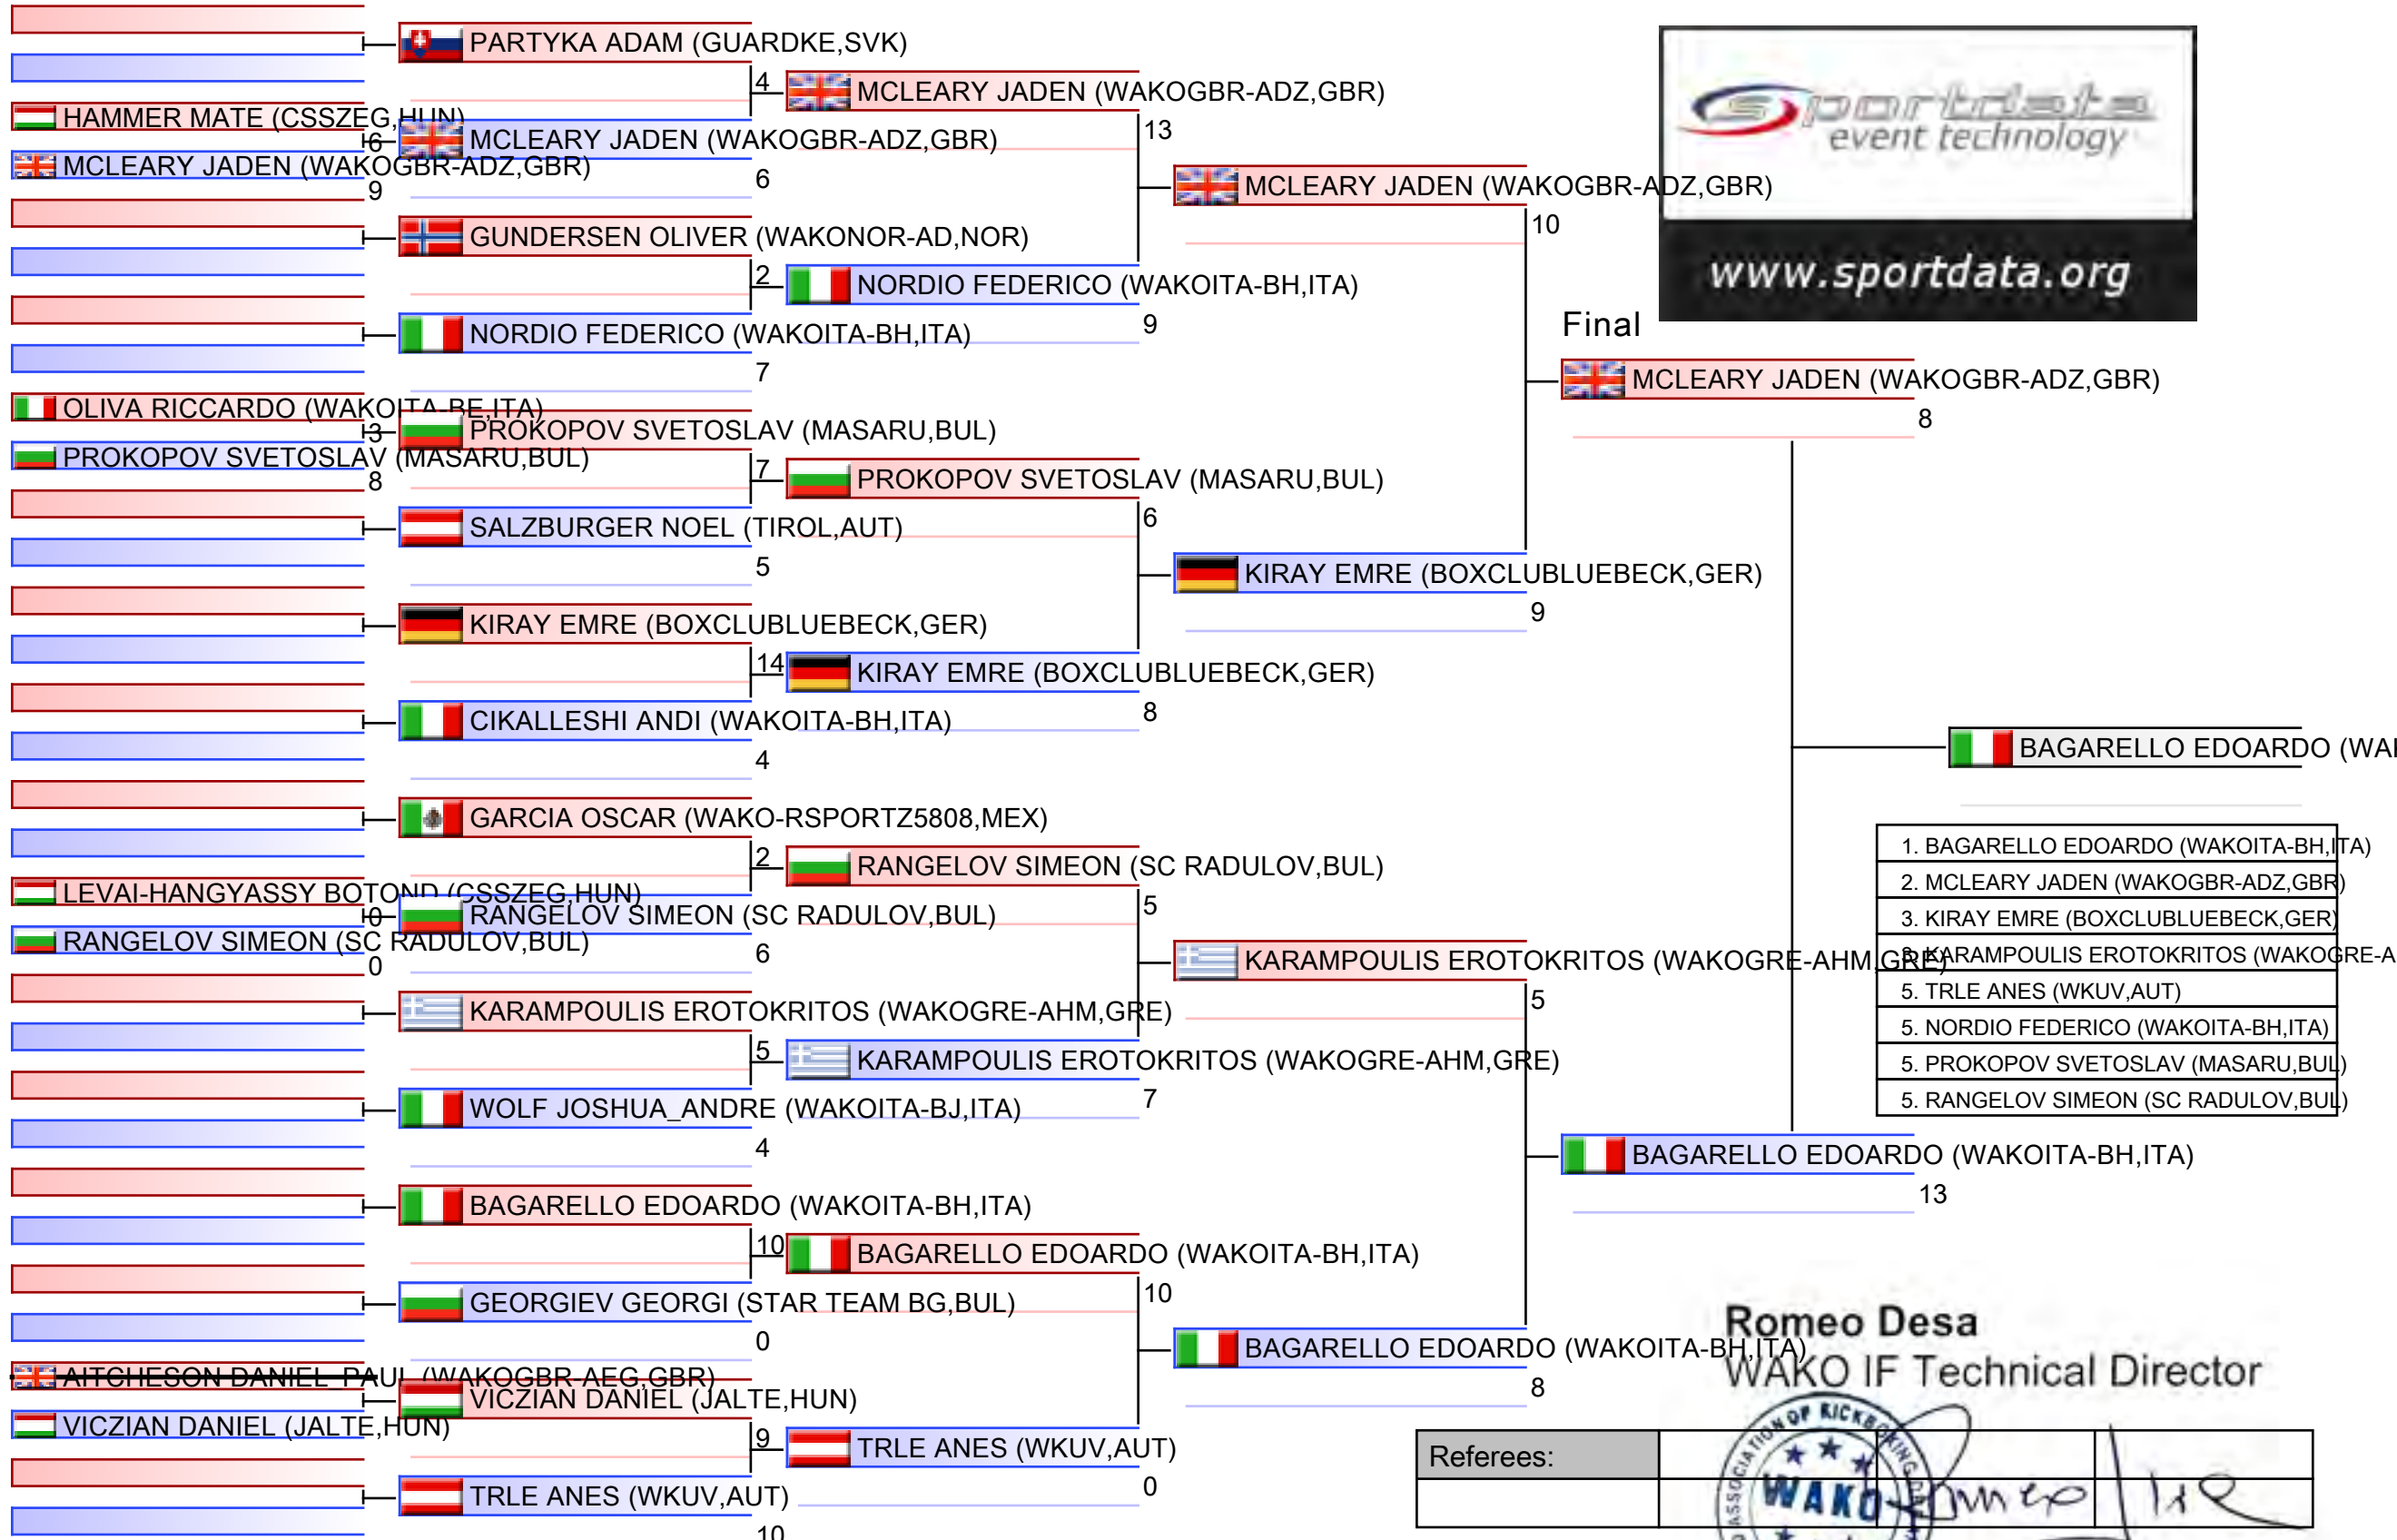 PARTYKA ADAM (GUARDKE,SVK)
4
MCLEARY JADEN (WAKOGBR-ADZ,GBR)
HAMMER MATE (CSSZEG,HUN)
6
MCLEARY JADEN (WAKOGBR-ADZ,GBR)
13
MCLEARY JADEN (WAKOGBR-ADZ,GBR)
9
6
MCLEARY JADEN (WAKOGBR-ADZ,GBR)
10
GUNDERSEN OLIVER (WAKONOR-AD,NOR)
2
NORDIO FEDERICO (WAKOITA-BH,ITA)
9
NORDIO FEDERICO (WAKOITA-BH,ITA)
7
sportdata
event technology
www.sportdata.org
Final
MCLEARY JADEN (WAKOGBR-ADZ,GBR)
8
OLIVA RICCARDO (WAKOITA-BE,ITA)
3
PROKOPOV SVETOSLAV (MASARU,BUL)
PROKOPOV SVETOSLAV (MASARU,BUL)
8
7
PROKOPOV SVETOSLAV (MASARU,BUL)
6
SALZBURGER NOEL (TIROL,AUT)
5
KIRAY EMRE (BOXCLUBLUEBECK,GER)
9
KIRAY EMRE (BOXCLUBLUEBECK,GER)
14
KIRAY EMRE (BOXCLUBLUEBECK,GER)
8
CIKALLESHI ANDI (WAKOITA-BH,ITA)
4
BAGARELLO EDOARDO (WA
GARCIA OSCAR (WAKO-RSPORTZ5808,MEX)
2
RANGELOV SIMEON (SC RADULOV,BUL)
5
LEVAI-HANGYASSY BOTOND (CSSZEG,HUN)
0
RANGELOV SIMEON (SC RADULOV,BUL)
RANGELOV SIMEON (SC RADULOV,BUL)
0
6
KARAMPOULIS EROTOKRITOS (WAKOGRE-AHM,GRE)
5
1. BAGARELLO EDOARDO (WAKOITA-BH,ITA)
2. MCLEARY JADEN (WAKOGBR-ADZ,GBR)
3. KIRAY EMRE (BOXCLUBLUEBECK,GER)
3. KARAMPOULIS EROTOKRITOS (WAKOGRE-A
5. TRLE ANES (WKUV,AUT)
5. NORDIO FEDERICO (WAKOITA-BH,ITA)
5. PROKOPOV SVETOSLAV (MASARU,BUL)
5. RANGELOV SIMEON (SC RADULOV,BUL)
KARAMPOULIS EROTOKRITOS (WAKOGRE-AHM,GRE)
5
KARAMPOULIS EROTOKRITOS (WAKOGRE-AHM,GRE)
7
WOLF JOSHUA_ANDRE (WAKOITA-BJ,ITA)
4
BAGARELLO EDOARDO (WAKOITA-BH,ITA)
13
BAGARELLO EDOARDO (WAKOITA-BH,ITA)
10
BAGARELLO EDOARDO (WAKOITA-BH,ITA)
10
GEORGIEV GEORGI (STAR TEAM BG,BUL)
0
BAGARELLO EDOARDO (WAKOITA-BH,ITA)
8
AITCHESON DANIEL_PAUL (WAKOGBR-AEG,GBR)
VICZIAN DANIEL (JALTE,HUN)
VICZIAN DANIEL (JALTE,HUN)
9
TRLE ANES (WKUV,AUT)
0
TRLE ANES (WKUV,AUT)
10
Romeo Desa
WAKO IF Technical Director
Referees:
ASSOCIATION OF KICKBOXING
WAKO